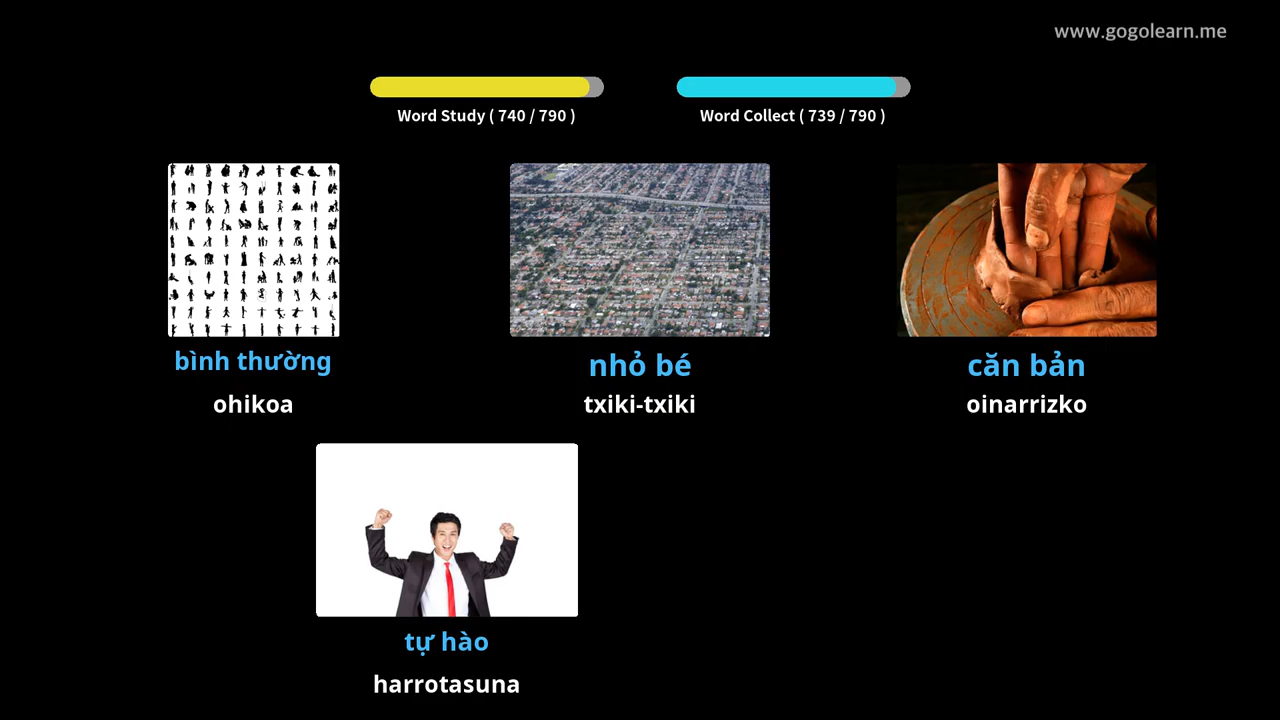 www.gogolearn.me
Word Study ( 740 / 790 )
Word Collect ( 739 / 790 )
bình thường
ohikoa
nhỏ bé
txiki-txiki
căn bản
oinarrizko
tự hào
harrotasuna